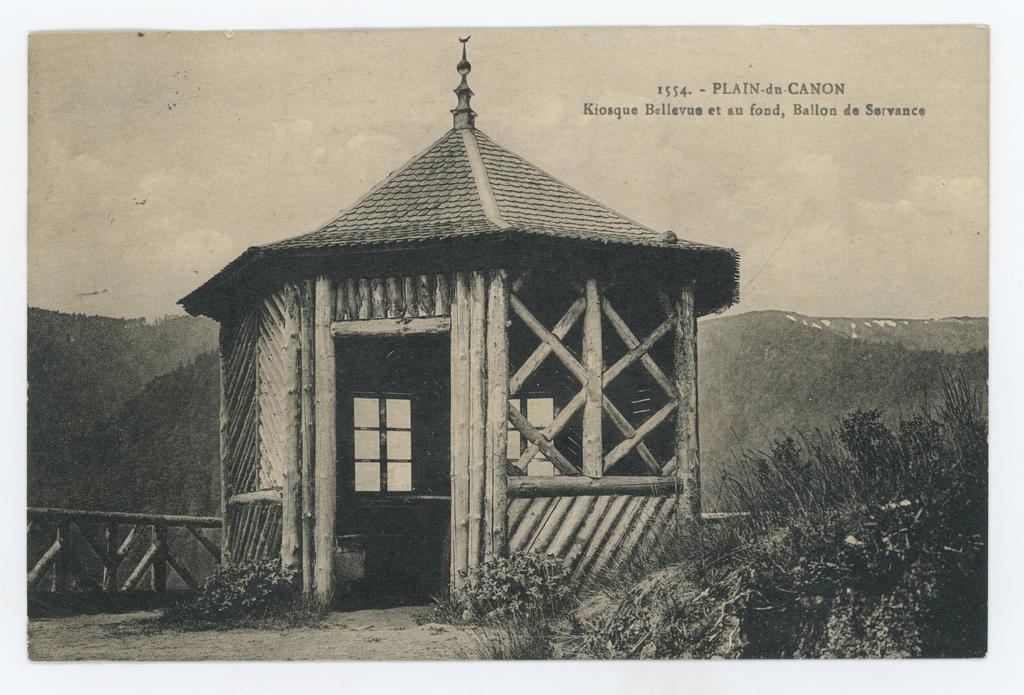 1554. - PLAIN-du-CANON
Kiosque Bellevue et au fond, Ballon de Servance